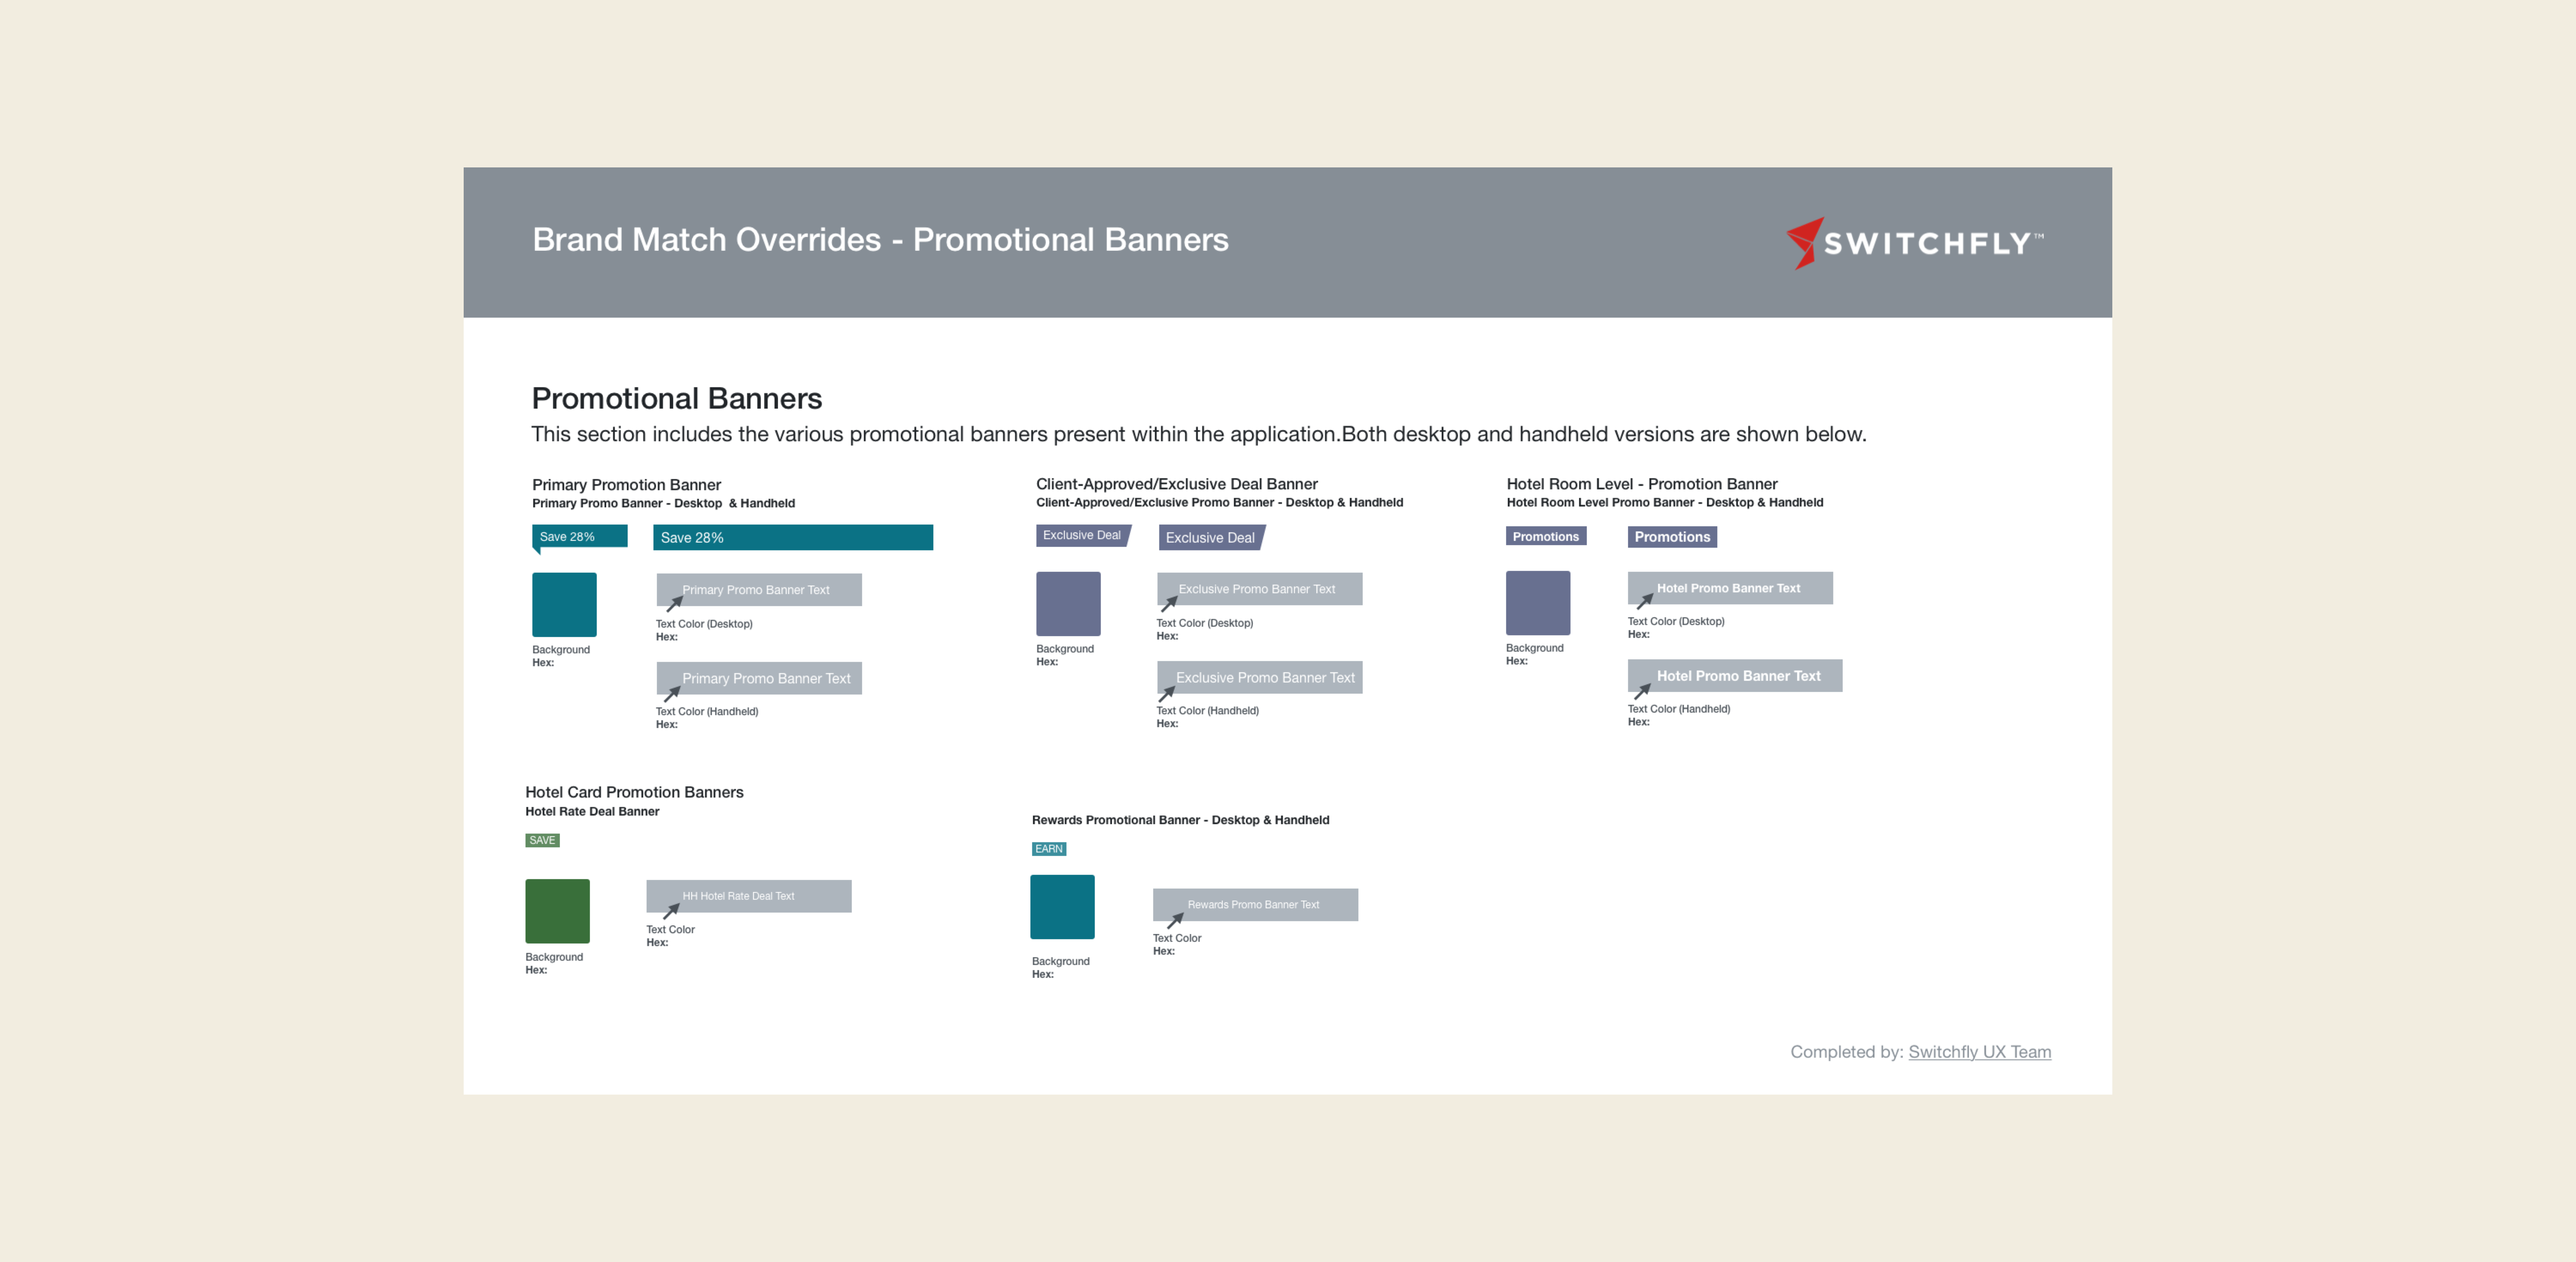 Brand Match Overrides - Promotional Banners
SWITCHFLY™
Promotional Banners
This section includes the various promotional banners present within the application.Both desktop and handheld versions are shown below.
Primary Promotion Banner
Primary Promo Banner - Desktop & Handheld
Save 28%
Save 28%
Primary Promo Banner Text
Text Color (Desktop)
Hex:
Background
Hex:
Primary Promo Banner Text
Text Color (Handheld)
Hex:
Client-Approved/Exclusive Deal Banner
Client-Approved/Exclusive Promo Banner - Desktop & Handheld
Exclusive Deal
Exclusive Deal
Exclusive Promo Banner Text
Text Color (Desktop)
Hex:
Background
Hex:
Exclusive Promo Banner Text
Text Color (Handheld)
Hex:
Hotel Room Level - Promotion Banner
Hotel Room Level Promo Banner - Desktop & Handheld
Promotions
Promotions
Hotel Promo Banner Text
Text Color (Desktop)
Hex:
Background
Hex:
Hotel Promo Banner Text
Text Color (Handheld)
Hex:
Hotel Card Promotion Banners
Hotel Rate Deal Banner
SAVE
HH Hotel Rate Deal Text
Text Color
Hex:
Background
Hex:
Rewards Promotional Banner - Desktop & Handheld
EARN
Rewards Promo Banner Text
Text Color
Hex:
Background
Hex:
Completed by: Switchfly UX Team